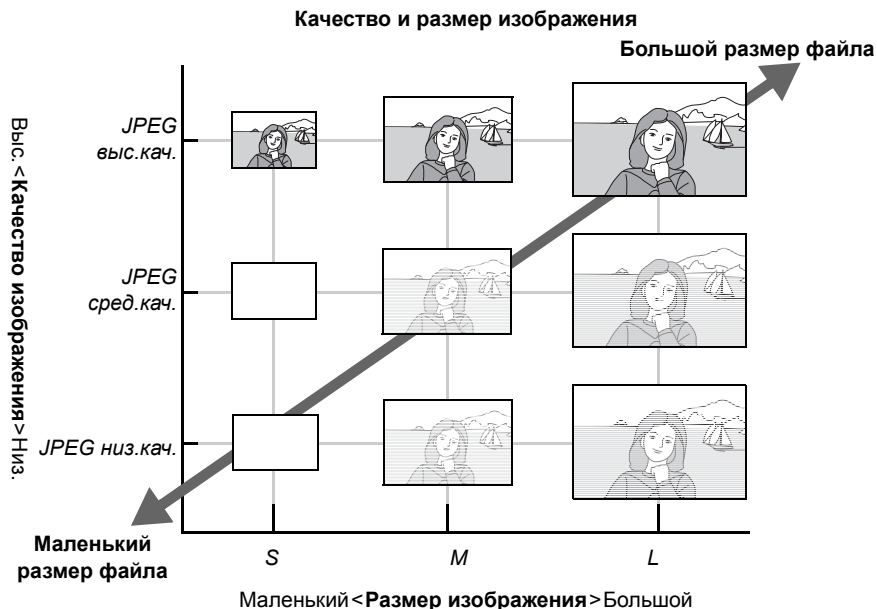 Качество и размер изображения
Большой размер файла
JPEG
выс.кач.
JPEG
сред.кач.
JPEG низ.кач.
Выс.<Качество изображения>Низ.
Маленький
размер файла
S
M
L
Маленький<Размер изображения>Большой